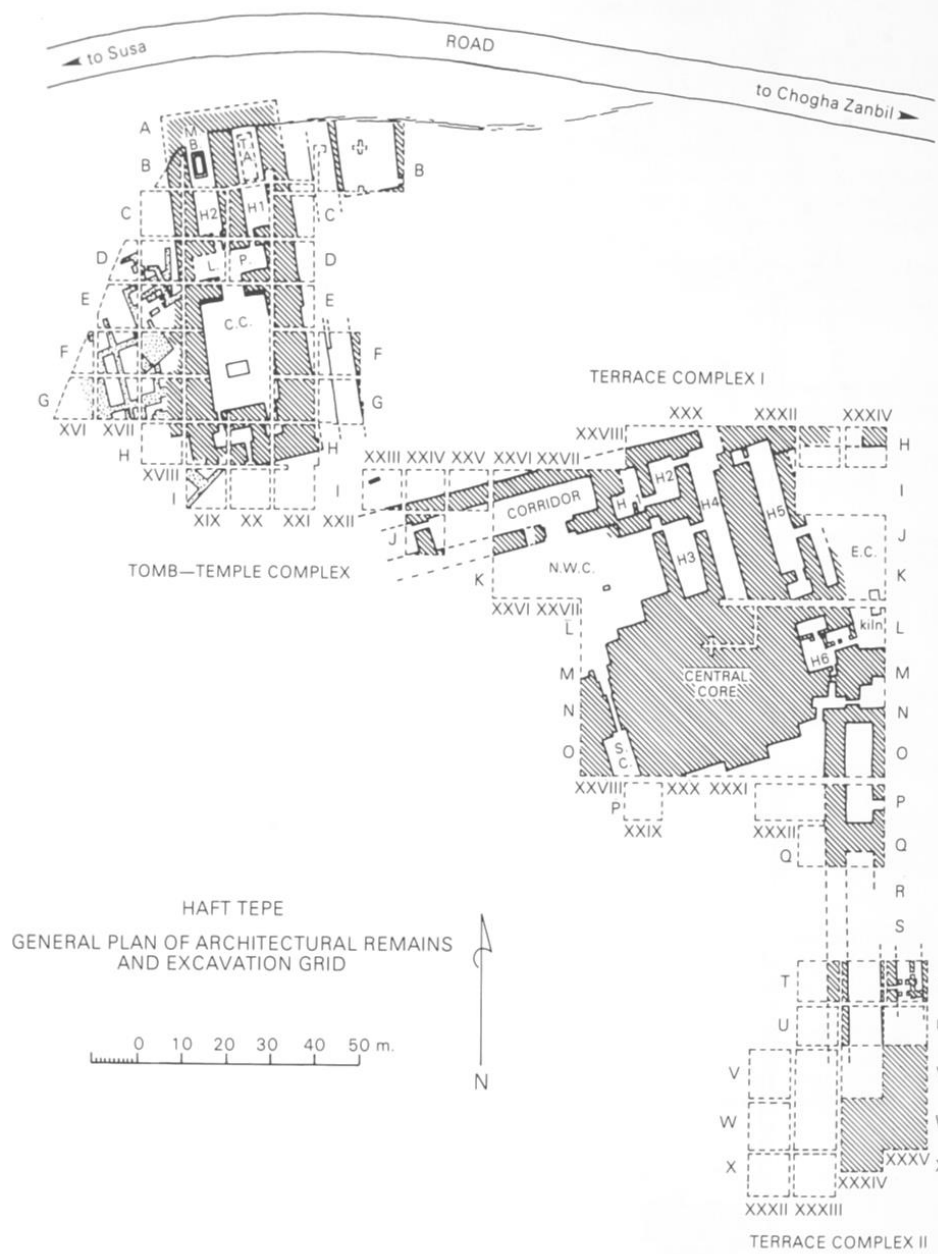 ◄ to Susa
ROAD
to Chogha Zanbil ►
A
M
B
T
A
B
B
C
H2
H1
C
D
L.
P.
D
E
C.C.
E
F
F
G
G
XVI XVII
H
XVIII
H
I
I
XIX XX XXI XXII
TOMB—TEMPLE COMPLEX
TERRACE COMPLEX I
XXX XXXII XXXIV
XXVIII
H
XXIII XXIV XXV XXVI XXVII
CORRIDOR
H
H2
H4
H5
I
J
N.W.C.
H3
E.C.
J
K
K
XXVI XXVII
L
kiln
L
H6
M
CENTRAL
CORE
M
N
N
O
S.
C.
O
XXVIII XXX XXXI
P
P
XXIX
XXXII
Q
Q
R
S
HAFT TEPE
GENERAL PLAN OF ARCHITECTURAL REMAINS
AND EXCAVATION GRID
0 10 20 30 40 50 m.
N
T
U
V
W
X
XXXIV XXXV
XXXII XXXIII
TERRACE COMPLEX II